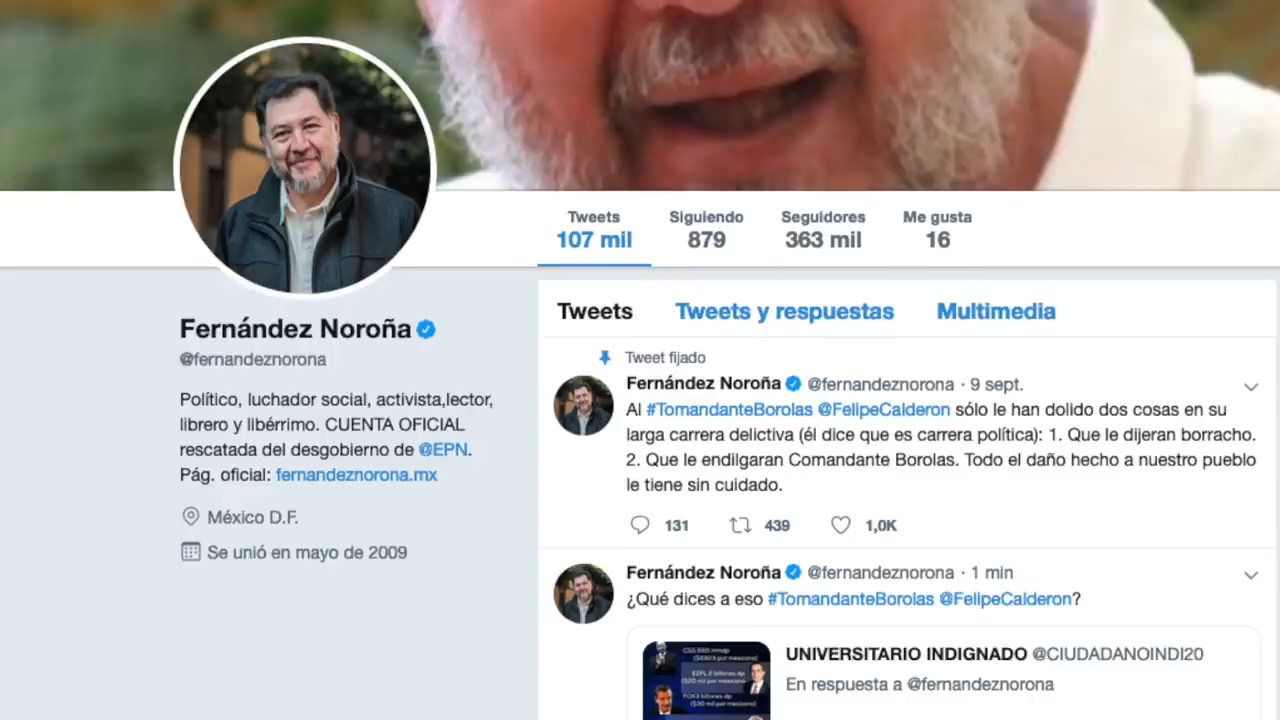 Tweets
107 mil
Siguiendo
879
Seguidores
363 mil
Me gusta
16
Fernández Noroña
@fernandeznorona
Político, luchador social, activista,lector,
librero y libérrimo. CUENTA OFICIAL
rescatada del desgobierno de @EPN.
Pág. oficial: fernandeznorona.mx
México D.F.
Se unió en mayo de 2009
Tweets
Tweets y respuestas
Multimedia
Tweet fijado
Fernández Noroña @fernandeznorona · 9 sept.
Al #TomandanteBorolas @FelipeCalderon sólo le han dolido dos cosas en su
larga carrera delictiva (él dice que es carrera política): 1. Que le dijeran borracho.
2. Que le endilgaran Comandante Borolas. Todo el daño hecho a nuestro pueblo
le tiene sin cuidado.
131 439 1,0K
Fernández Noroña @fernandeznorona · 1 min
¿Qué dices a eso #TomandanteBorolas @FelipeCalderon?
UNIVERSITARIO INDIGNADO @CIUDADANOINDI20
En respuesta a @fernandeznorona